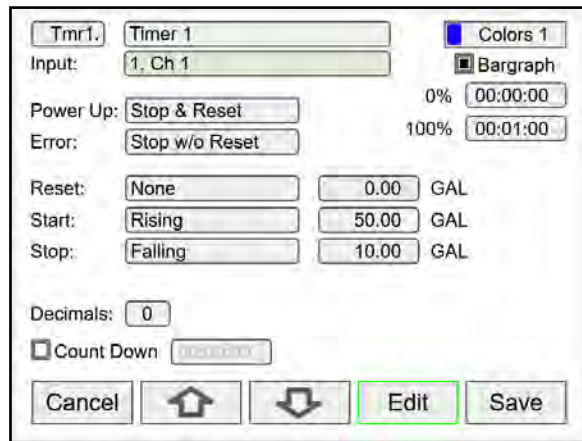 Tmr1. Timer 1 Colors 1
Input: 1, Ch 1 Bargraph
0% 00:00:00
Power Up: Stop & Reset
100% 00:01:00
Error: Stop w/o Reset
Reset: None 0.00 GAL
Start: Rising 50.00 GAL
Stop: Falling 10.00 GAL
Decimals: 0
Count Down
Cancel Edit Save